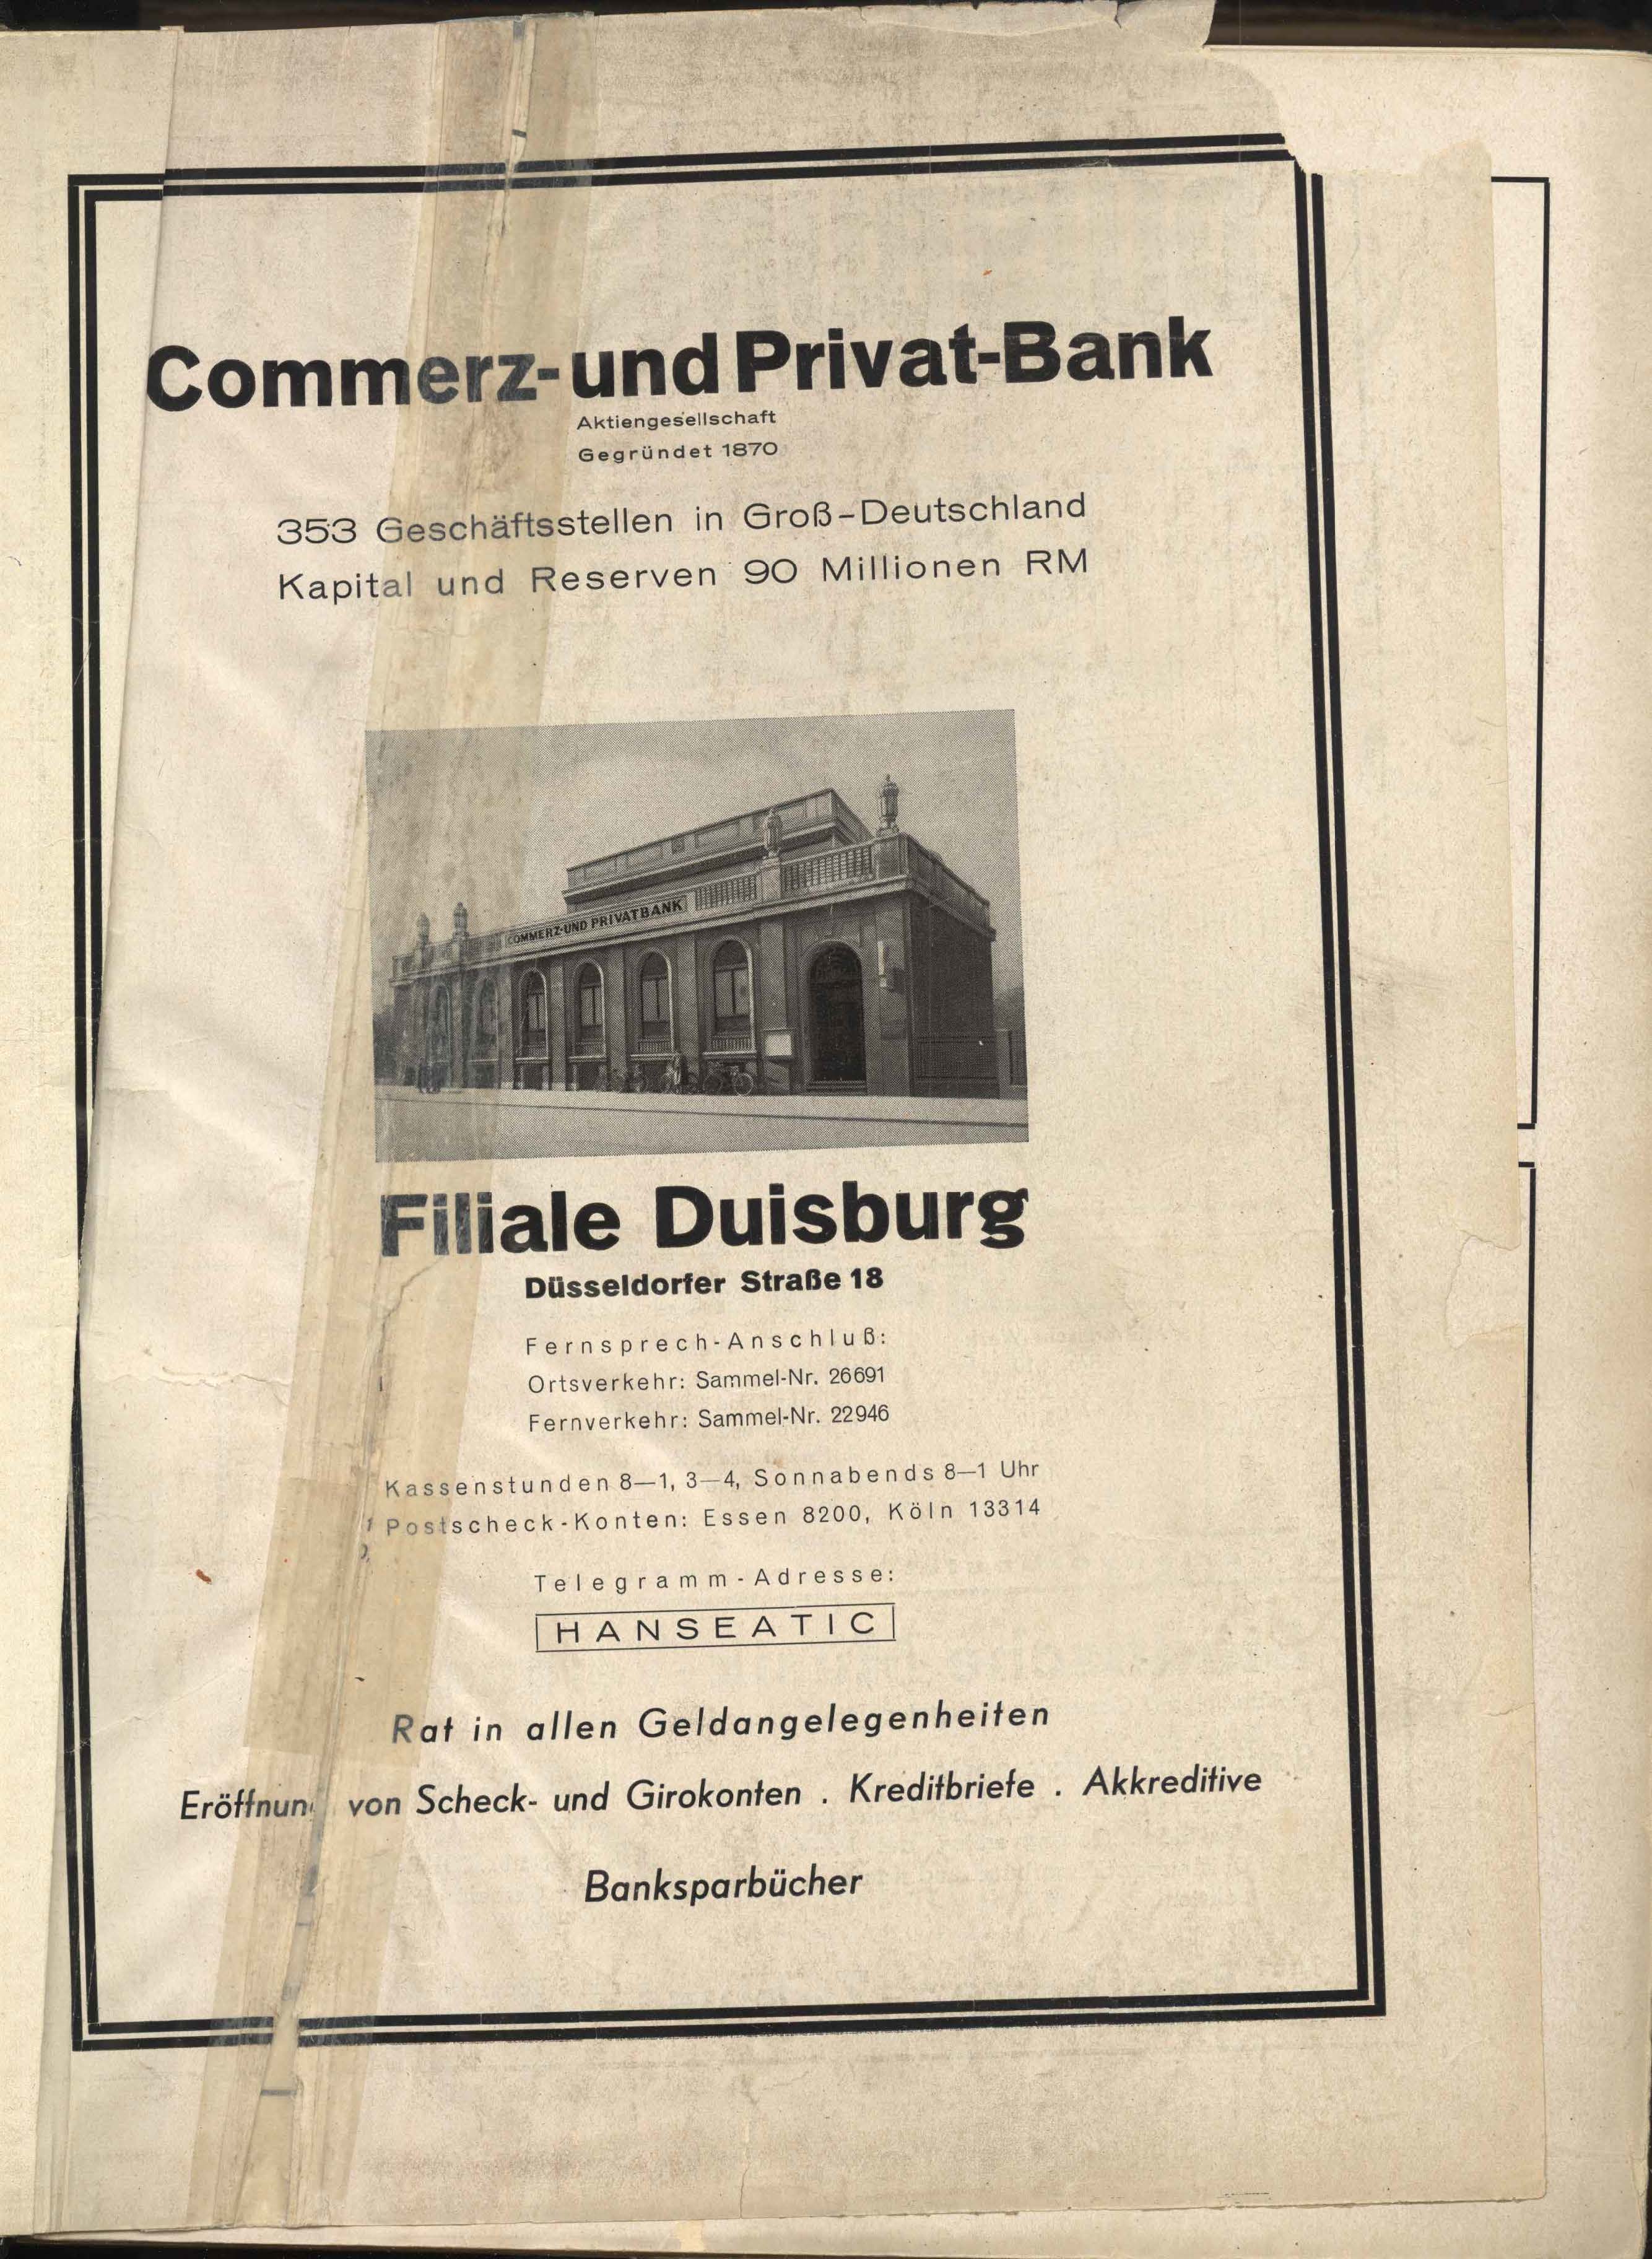 Commerz- und Privat-Bank
Aktiengesellschaft
Gegründet 1870
353 Geschäftsstellen in Groß-Deutschland
Kapital und Reserven 90 Millionen RM
COMMERZ-UND PRIVATBANK
Filiale Duisburg
Düsseldorfer Straße 18
Fernsprech-Anschluß:
Ortsverkehr: Sammel-Nr. 26691
Fernverkehr: Sammel-Nr. 22946
Kassenstunden 8—1, 3—4, Sonnabends 8—1 Uhr
Postscheck-Konten: Essen 8200, Köln 13314
Telegramm-Adresse:
HANSEATIC
Rat in allen Geldangelegenheiten
Eröffnung von Scheck- und Girokonten . Kreditbriefe . Akkreditive
Banksparbücher